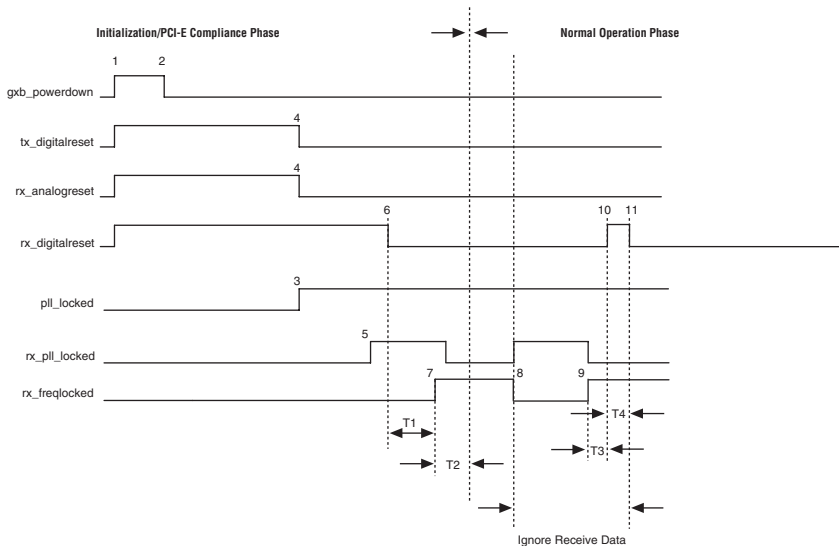 Initialization/PCI-E Compliance Phase
Normal Operation Phase
1 2
gxb_powerdown
4
tx_digitalreset
4
rx_analogreset
6 10 11
rx_digitalreset
3
pll_locked
5
rx_pll_locked
7 8 9
rx_freqlocked
T1 T4
T2 T3
Ignore Receive Data